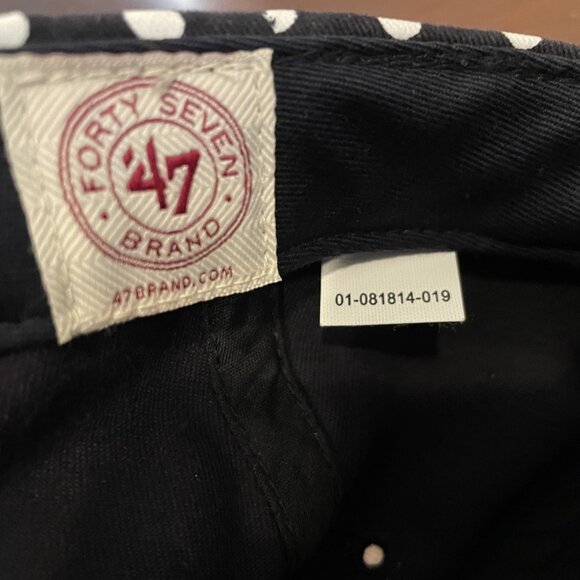 FORTY SEVEN
'47
BRAND
47BRAND.COM
01-081814-019